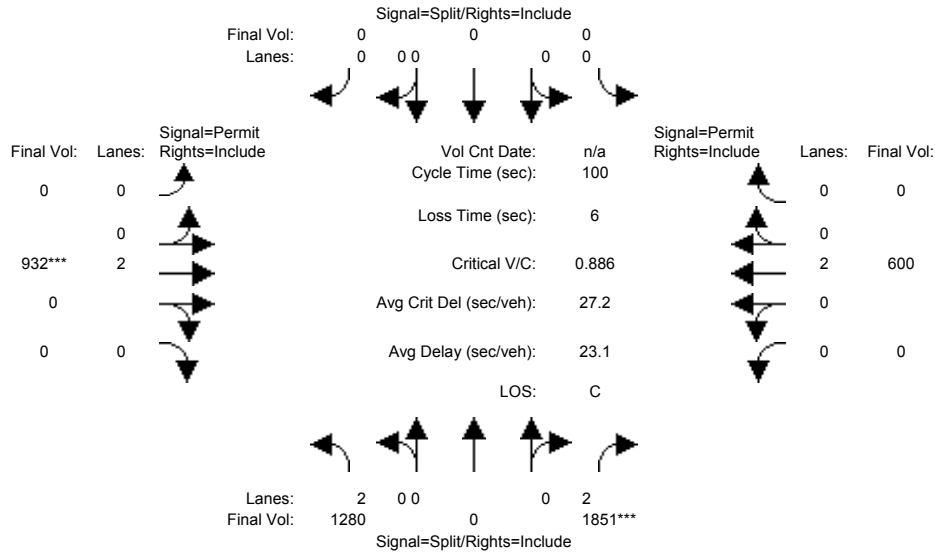 Signal=Split/Rights=Include
Final Vol: 0 0 0
Lanes: 0 0 0 0 0
Signal=Permit
Final Vol: Lanes: Rights=Include
Vol Cnt Date: n/a
Signal=Permit
Rights=Include Lanes: Final Vol:
Cycle Time (sec): 100
0 0
0 0
Loss Time (sec): 6
0
0
932*** 2
Critical V/C: 0.886
2 600
0
Avg Crit Del (sec/veh): 27.2
0
0 0
Avg Delay (sec/veh): 23.1
0 0
LOS: C
Lanes: 2 0 0 0 2
Final Vol: 1280 0 1851***
Signal=Split/Rights=Include